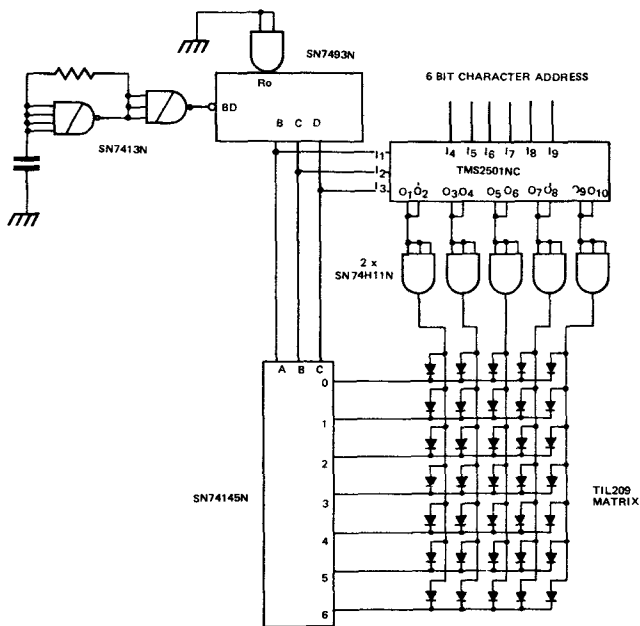 SN7493N
Ro
6 BIT CHARACTER ADDRESS
BD
SN7413N
B C D
I4 I5 I6 I7 I8 I9
I1
TMS2501NC
I2
I3
O1 O2 O3 O4 O5 O6 O7 O8 O9 O10
2 x
SN74H11N
A B C
0
1
2
SN74145N
3
TIL209
MATRIX
4
5
6